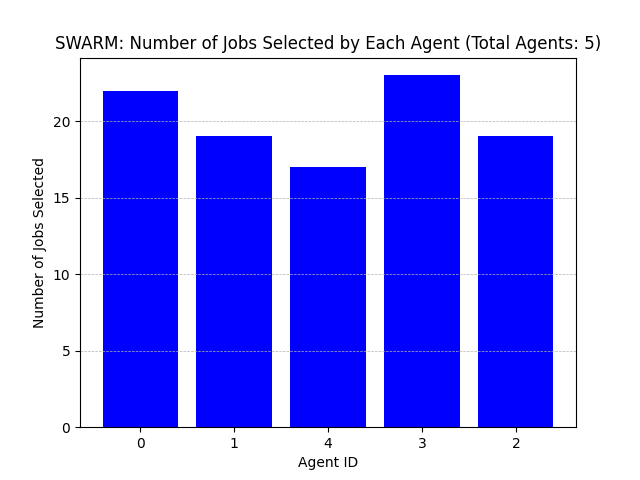 SWARM: Number of Jobs Selected by Each Agent (Total Agents: 5)
Number of Jobs Selected
20
15
10
5
0
0 1 4 3 2
Agent ID